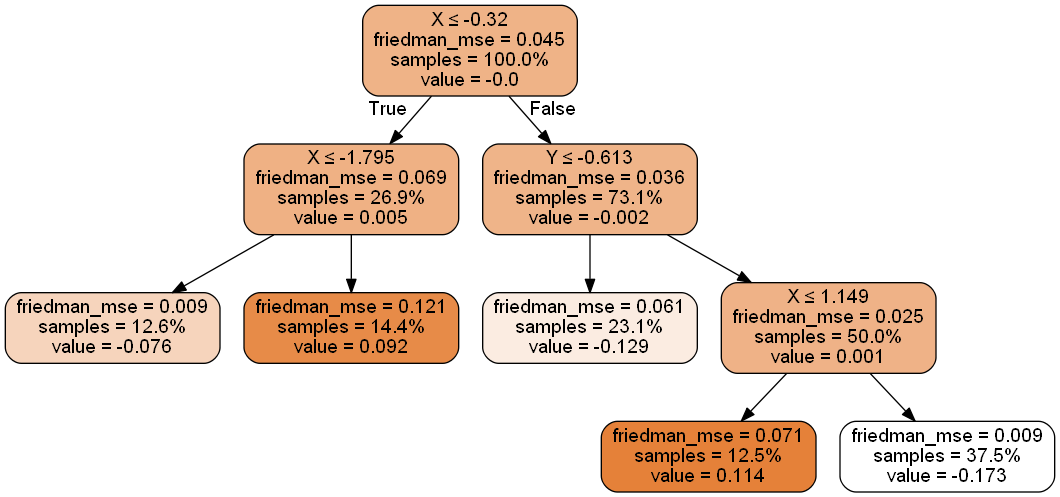 X ≤ -0.32
friedman_mse = 0.045
samples = 100.0%
value = -0.0
True
False
X ≤ -1.795
friedman_mse = 0.069
samples = 26.9%
value = 0.005
Y ≤ -0.613
friedman_mse = 0.036
samples = 73.1%
value = -0.002
friedman_mse = 0.009
samples = 12.6%
value = -0.076
friedman_mse = 0.121
samples = 14.4%
value = 0.092
friedman_mse = 0.061
samples = 23.1%
value = -0.129
X ≤ 1.149
friedman_mse = 0.025
samples = 50.0%
value = 0.001
friedman_mse = 0.071
samples = 12.5%
value = 0.114
friedman_mse = 0.009
samples = 37.5%
value = -0.173